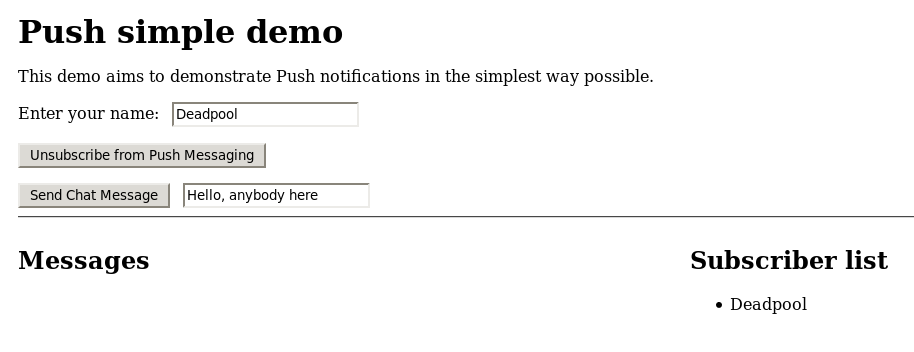 Push simple demo
This demo aims to demonstrate Push notifications in the simplest way possible.
Enter your name: Deadpool
Unsubscribe from Push Messaging
Send Chat Message Hello, anybody here
Messages Subscriber list
Deadpool